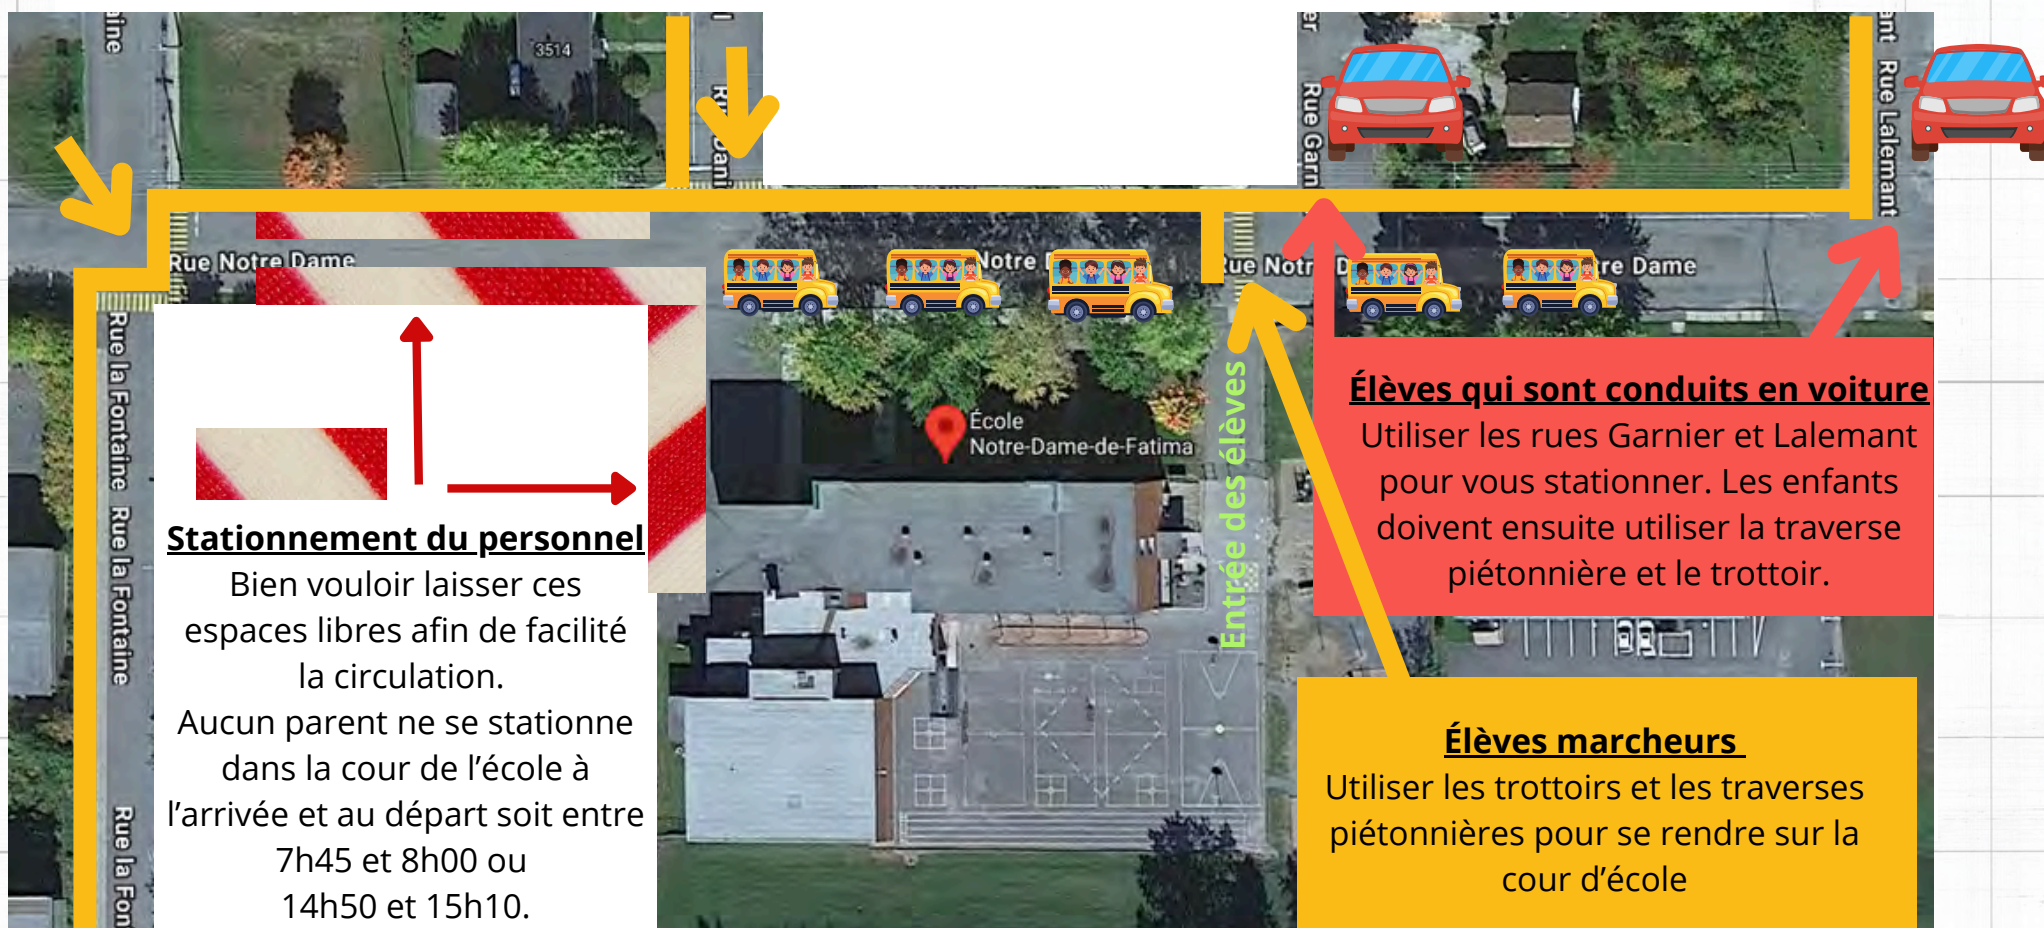 aine
3514
er
ant
Rue Garn
Rue Lalemant
Rue Notre Dame
Rue la Fontaine
Rue la Fontaine
Rue la Fon
École
Notre-Dame-de-Fatima
Entrée des élèves
Stationnement du personnel
Bien vouloir laisser ces
espaces libres afin de facilité
la circulation.
Aucun parent ne se stationne
dans la cour de l’école à
l’arrivée et au départ soit entre
7h45 et 8h00 ou
14h50 et 15h10.
Élèves qui sont conduits en voiture
Utiliser les rues Garnier et Lalemant
pour vous stationner. Les enfants
doivent ensuite utiliser la traverse
piétonnière et le trottoir.
Élèves marcheurs
Utiliser les trottoirs et les traverses
piétonnières pour se rendre sur la
cour d’école